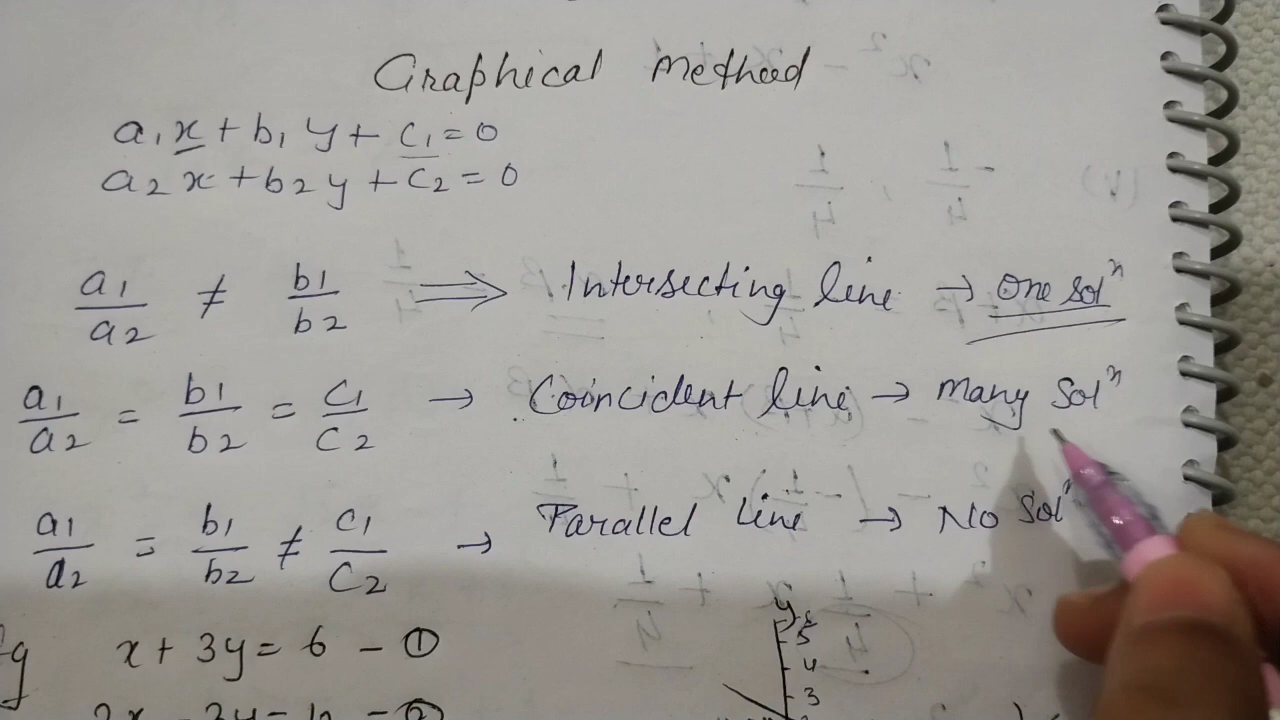 Graphical Method
a₁x + b₁y + c₁ = 0
a₂x + b₂y + c₂ = 0
a₁/a₂ ≠ b₁/b₂ ⟹ Intersecting line → One solⁿ
a₁/a₂ = b₁/b₂ = c₁/c₂ → Coincident line → Many Solⁿ
a₁/a₂ = b₁/b₂ ≠ c₁/c₂ → Parallel line → No Solⁿ
x + 3y = 6 - ①
y
5
4
3